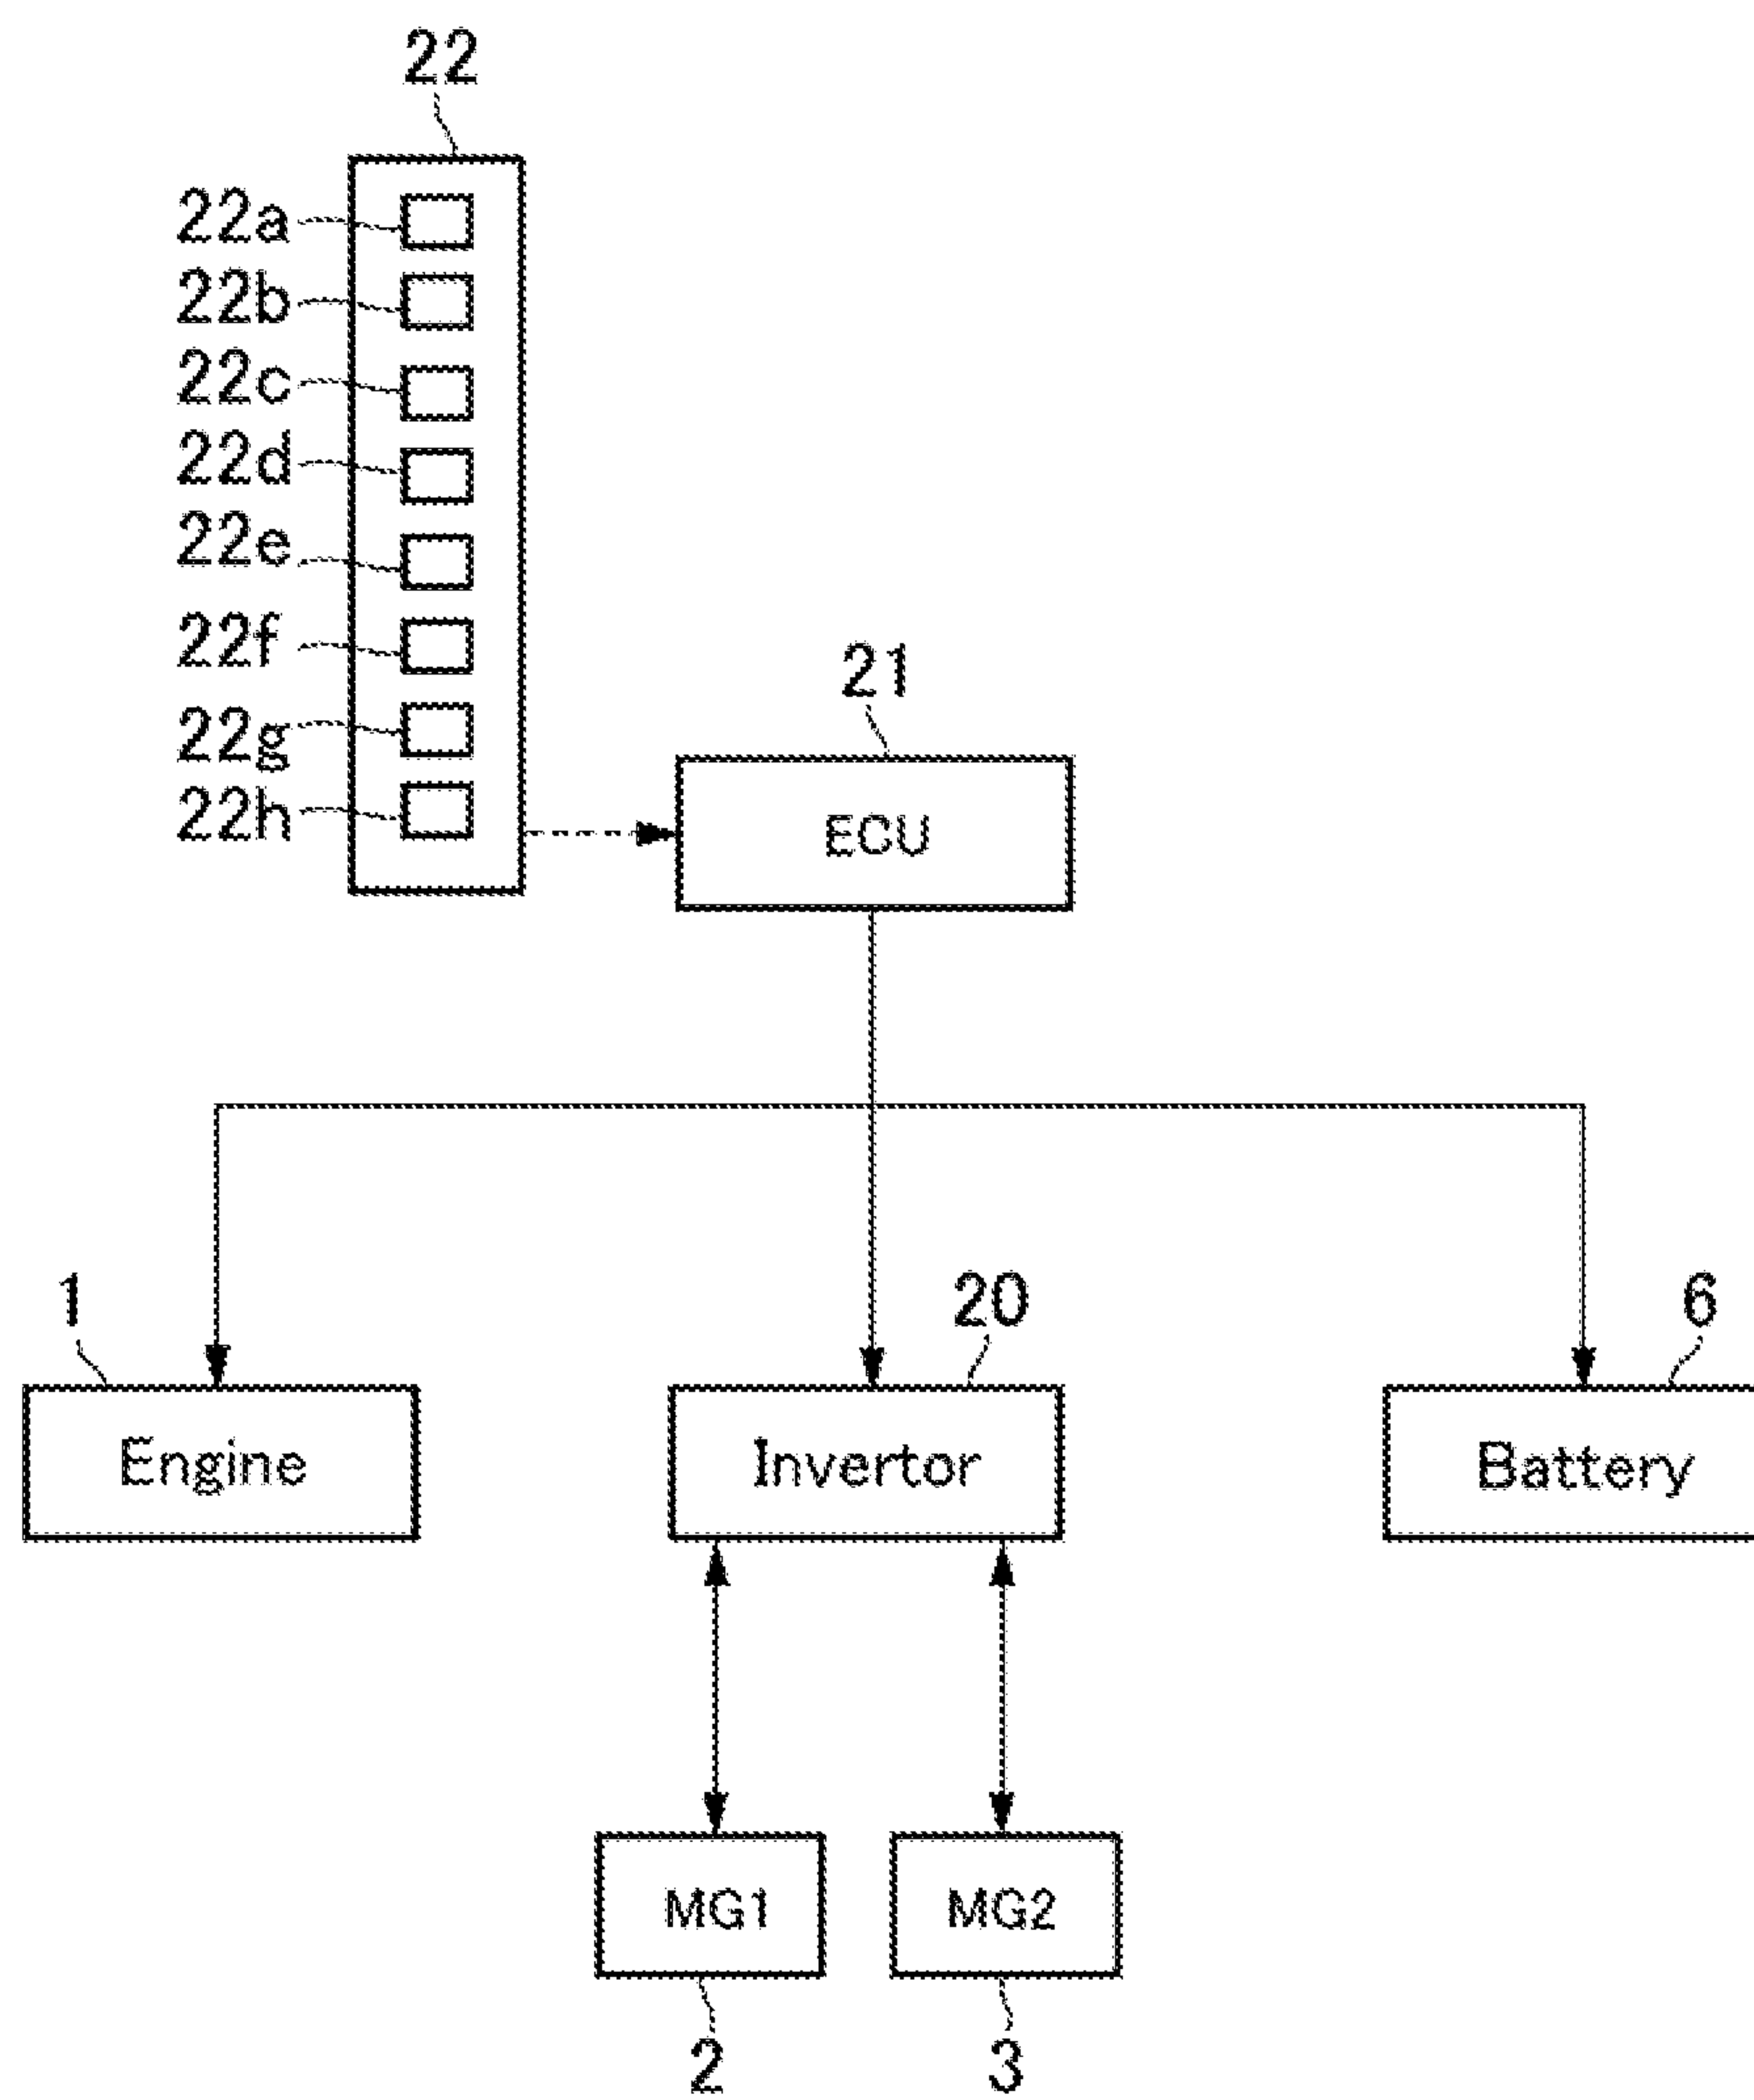 22
22a
22b
22c
22d
22e
22f
22g
22h
21
ECU
1
20
6
Engine
Invertor
Battery
MG1
MG2
2
3